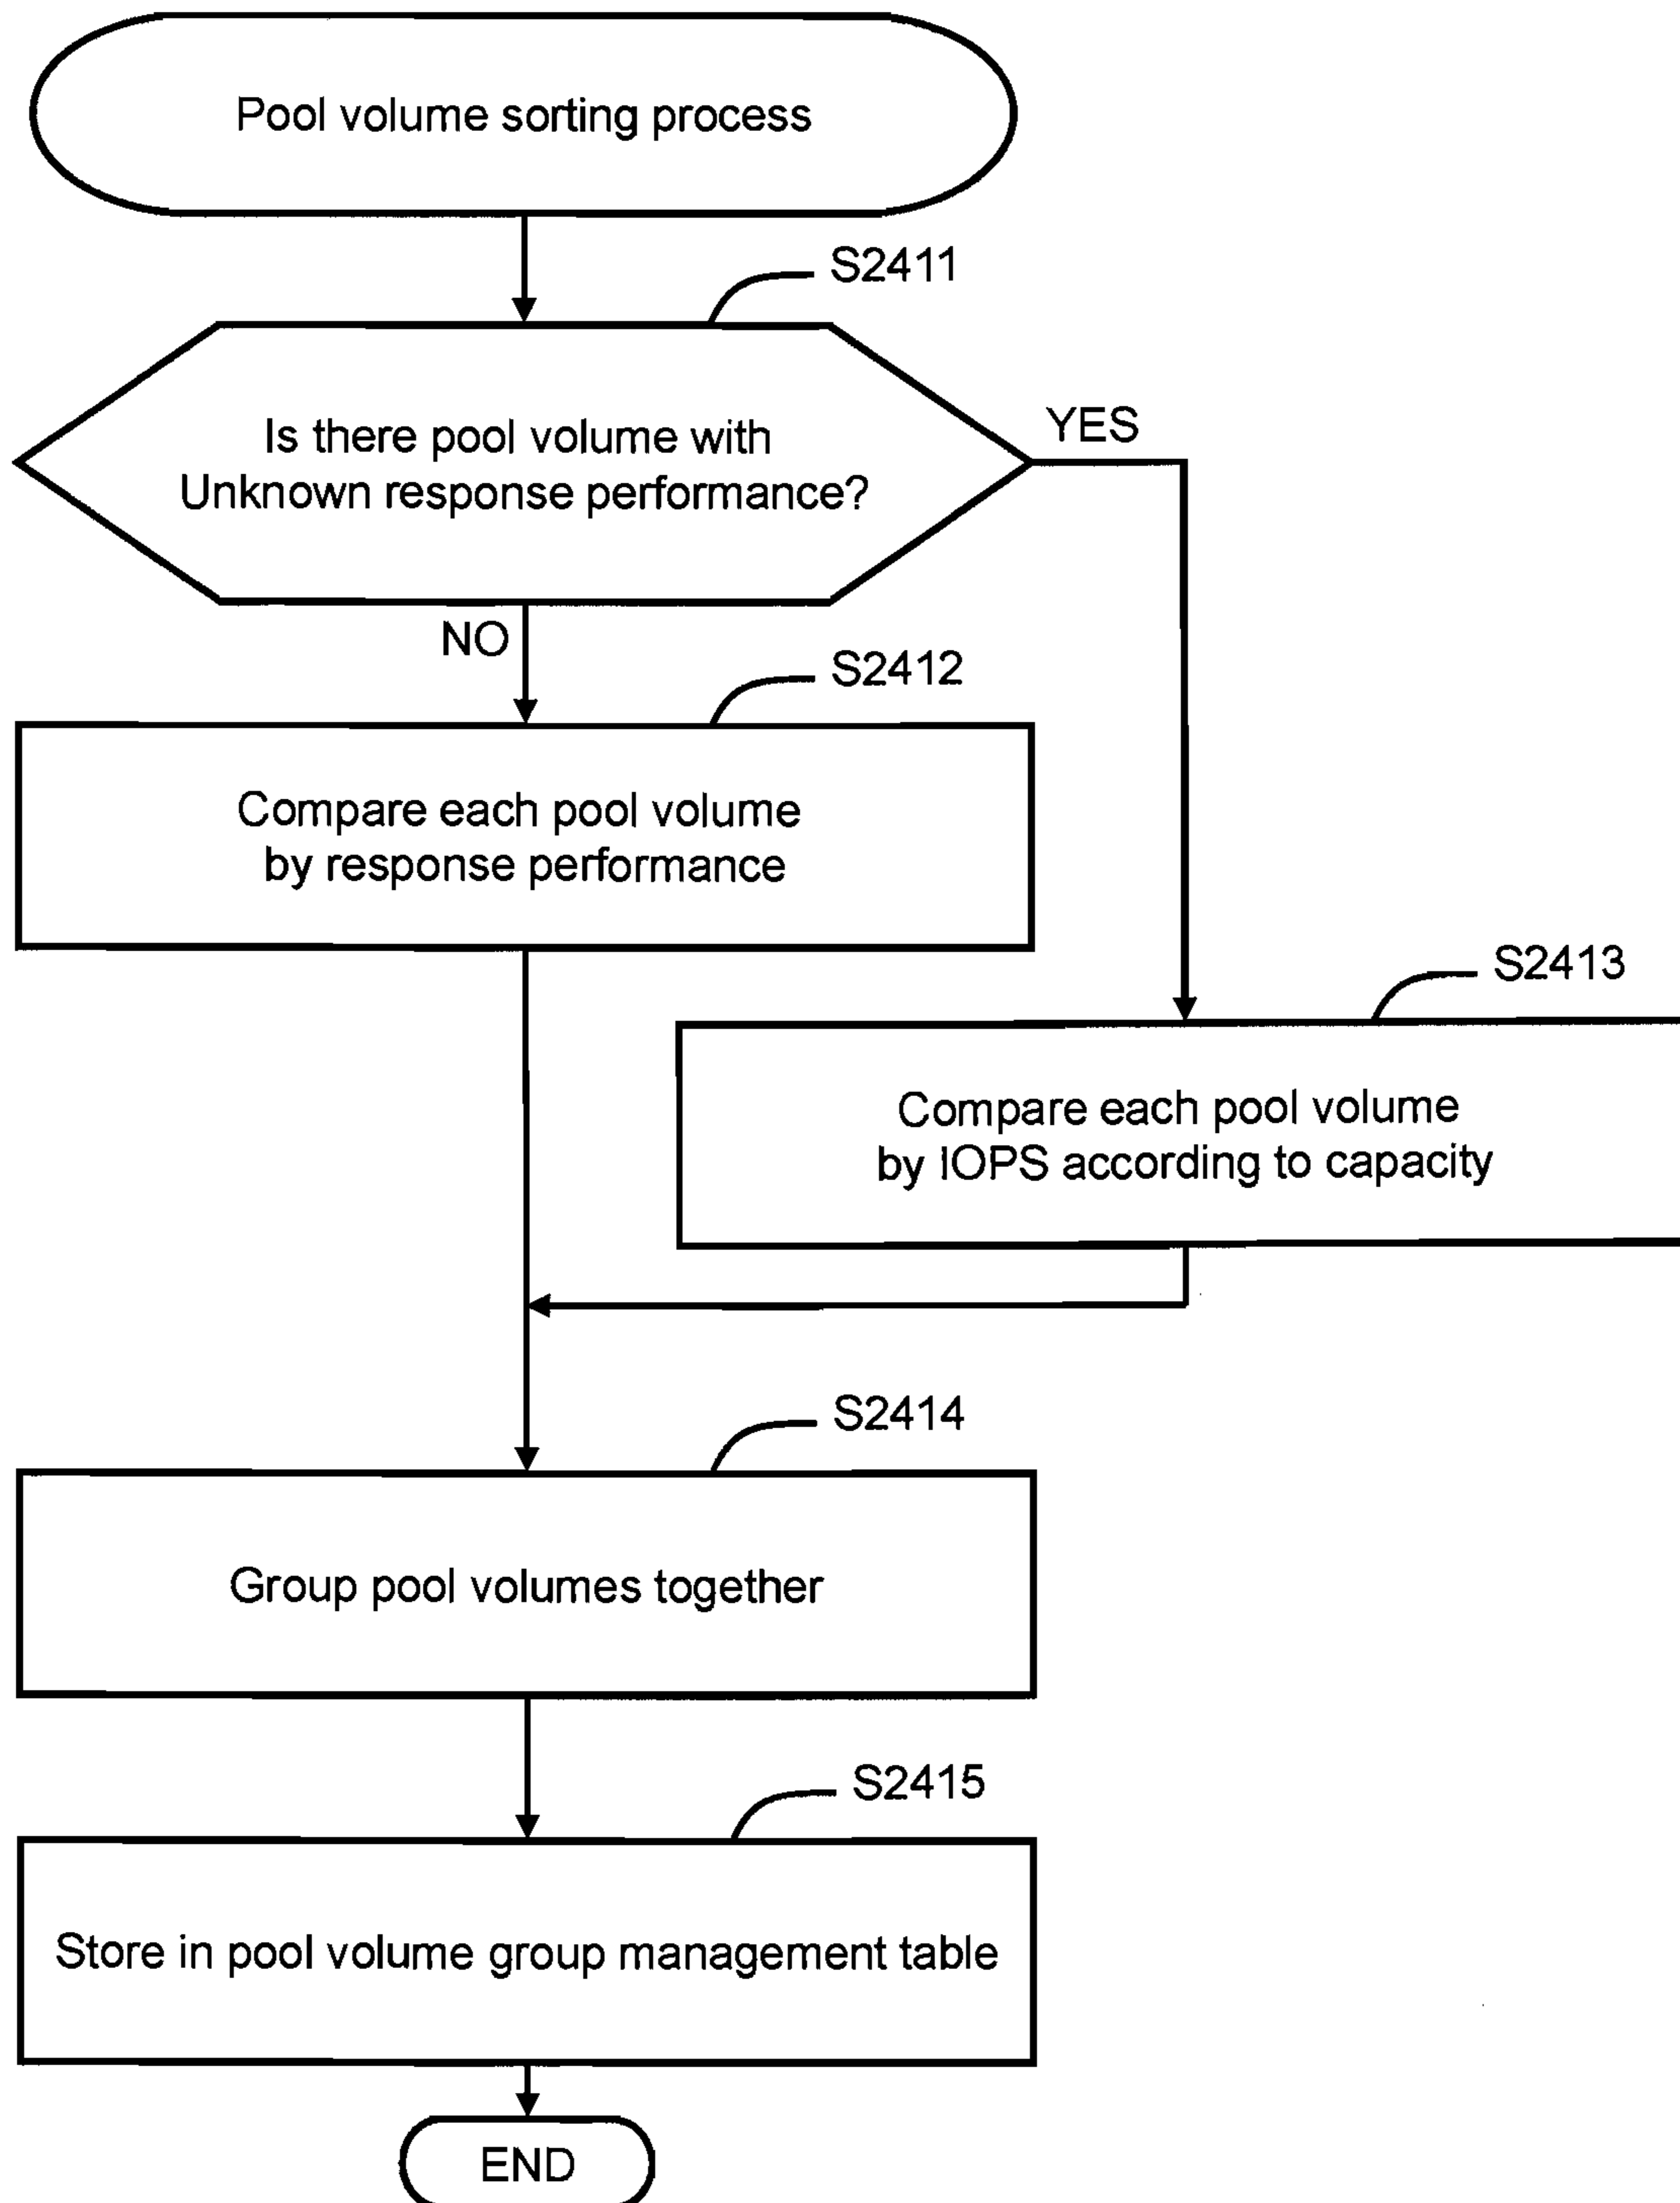 Pool volume sorting process
S2411
Is there pool volume with
Unknown response performance?
YES
NO
S2412
Compare each pool volume
by response performance
S2413
Compare each pool volume
by IOPS according to capacity
S2414
Group pool volumes together
S2415
Store in pool volume group management table
END